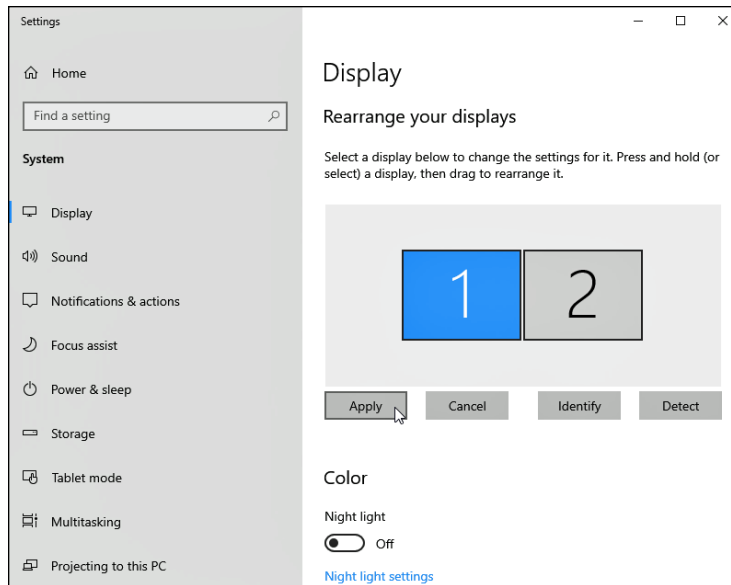 Settings
Home
Find a setting
System
Display
Sound
Notifications & actions
Focus assist
Power & sleep
Storage
Tablet mode
Multitasking
Projecting to this PC
Display
Rearrange your displays
Select a display below to change the settings for it. Press and hold (or
select) a display, then drag to rearrange it.
1 2
Apply Cancel Identify Detect
Color
Night light
Off
Night light settings